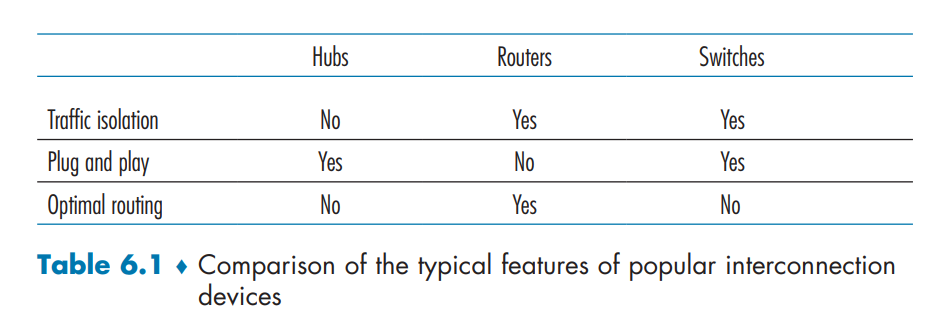 Hubs Routers Switches
Traffic isolation No Yes Yes
Plug and play Yes No Yes
Optimal routing No Yes No
Table 6.1 ♦ Comparison of the typical features of popular interconnection
devices